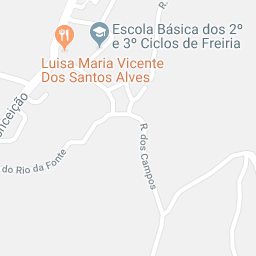 Escola Básica dos 2º
e 3º Ciclos de Freiria
Luisa Maria Vicente
Dos Santos Alves
onceição
do Rio da Fonte
R. dos Campos